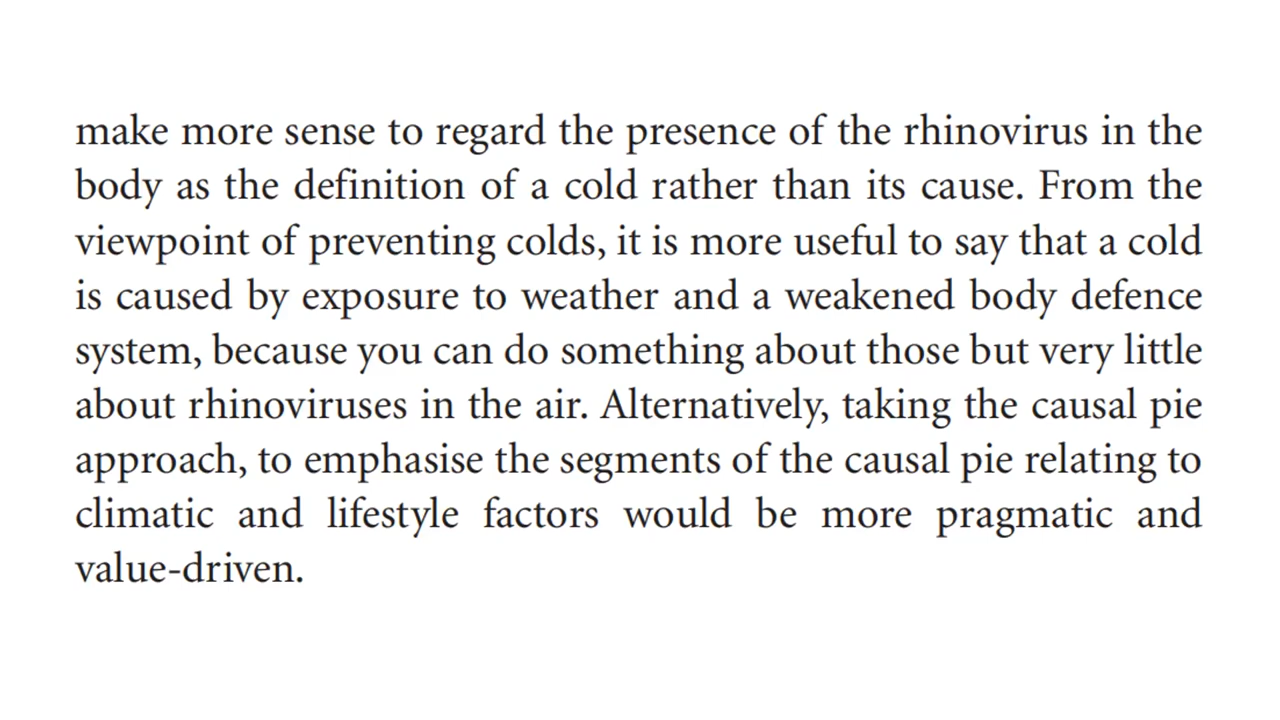 make more sense to regard the presence of the rhinovirus in the
body as the definition of a cold rather than its cause. From the
viewpoint of preventing colds, it is more useful to say that a cold
is caused by exposure to weather and a weakened body defence
system, because you can do something about those but very little
about rhinoviruses in the air. Alternatively, taking the causal pie
approach, to emphasise the segments of the causal pie relating to
climatic and lifestyle factors would be more pragmatic and
value-driven.